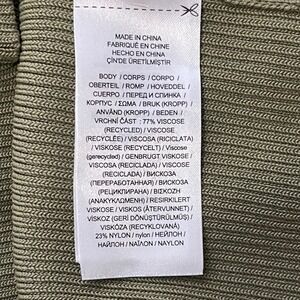 MADE IN CHINA
FABRIQUÉ EN CHINE
HECHO EN CHINA
ÇİN'DE ÜRETİLMİŞTİR
BODY / CORPS / CORPO /
OBERTEIL / ROMP / HOVEDDEL /
CUERPO / ПЕРЕД И СПИНКА /
КОРПУС / ΣΩΜΑ / BRUK (KROPP) /
ANVÄND (KROPP) / BEDEN /
VRCHNÍ ČÁST : 77% VISCOSE
(RECYCLED) / VISCOSE
(RECYCLÉE) / VISCOSA (RICICLATA)
/ VISKOSE (RECYCELT) / Viscose
(gerecycled) / GENBRUGT VISKOSE /
VISCOSA (RECICLADA) / VISCOSE
(RECICLADA) / ВИСКОЗА
(ПЕРЕРАБОТАННАЯ) / ВИСКОЗА
(РЕЦИКЛИРАНА) / ΒΙΣΚΟΖΗ
(ΑΝΑΚΥΚΛΩΜΕΝΗ) / RESIRKILERT
VISKOSE / VISKOS (ÅTERVUNNET) /
VİSKOZ (GERİ DÖNÜŞTÜRÜLMÜŞ) /
VISKÓZA (RECYKLOVANÁ)
23% NYLON / nylon / НЕЙЛОН /
НАЙЛОН / ΝΑΪΛΟΝ / NAYLON